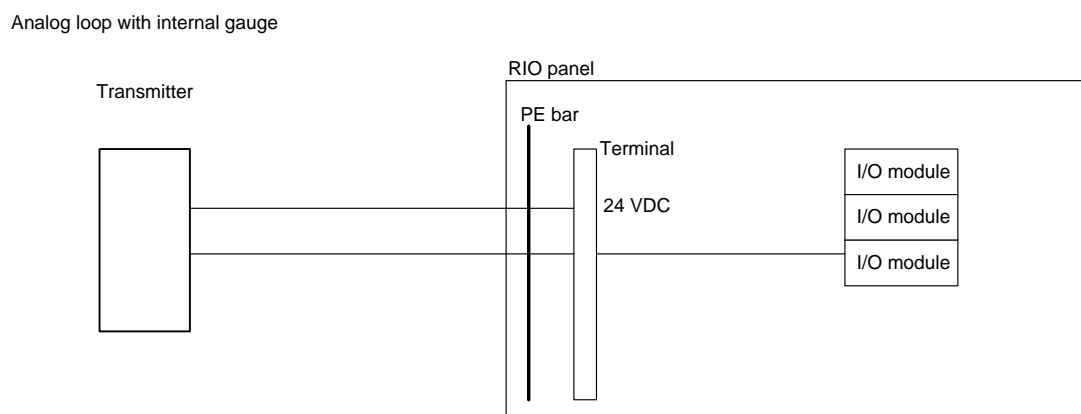 Analog loop with internal gauge
RIO panel
Transmitter
PE bar
Terminal
I/O module
24 VDC
I/O module
I/O module